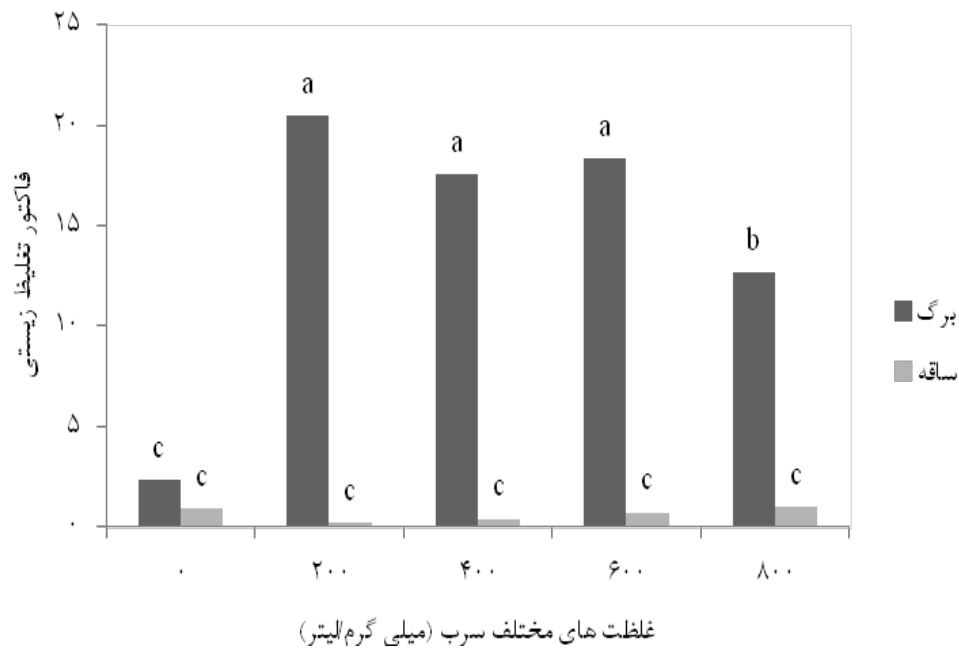 ۲۵
۲۰
۱۵
۱۰
۵
۰
فاکتور تغلیظ زیستی
c
c
a
c
a
c
a
c
b
c
برگ
ساقه
۰ ۲۰۰ ۴۰۰ ۶۰۰ ۸۰۰
غلظت های مختلف سرب (میلی گرم/لیتر)